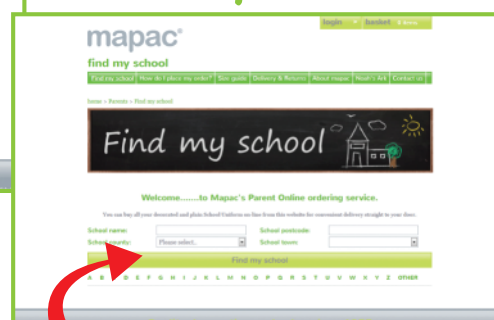 login basket
mapac®
find my school
Find my school How do I place my order? Size guide Delivery & Returns About mapac Noah's Ark Contact us
home > Parents > Find my school
Find my school
Welcome.......to Mapac's Parent Online ordering service.
You can buy all your decorated and plain School Uniform on-line from this website for convenient delivery straight to your door.
School name: School postcode:
School county: Please select.. School town:
Find my school
A B D E F G H I J K L M N O P Q R S T U V W X Y Z OTHER